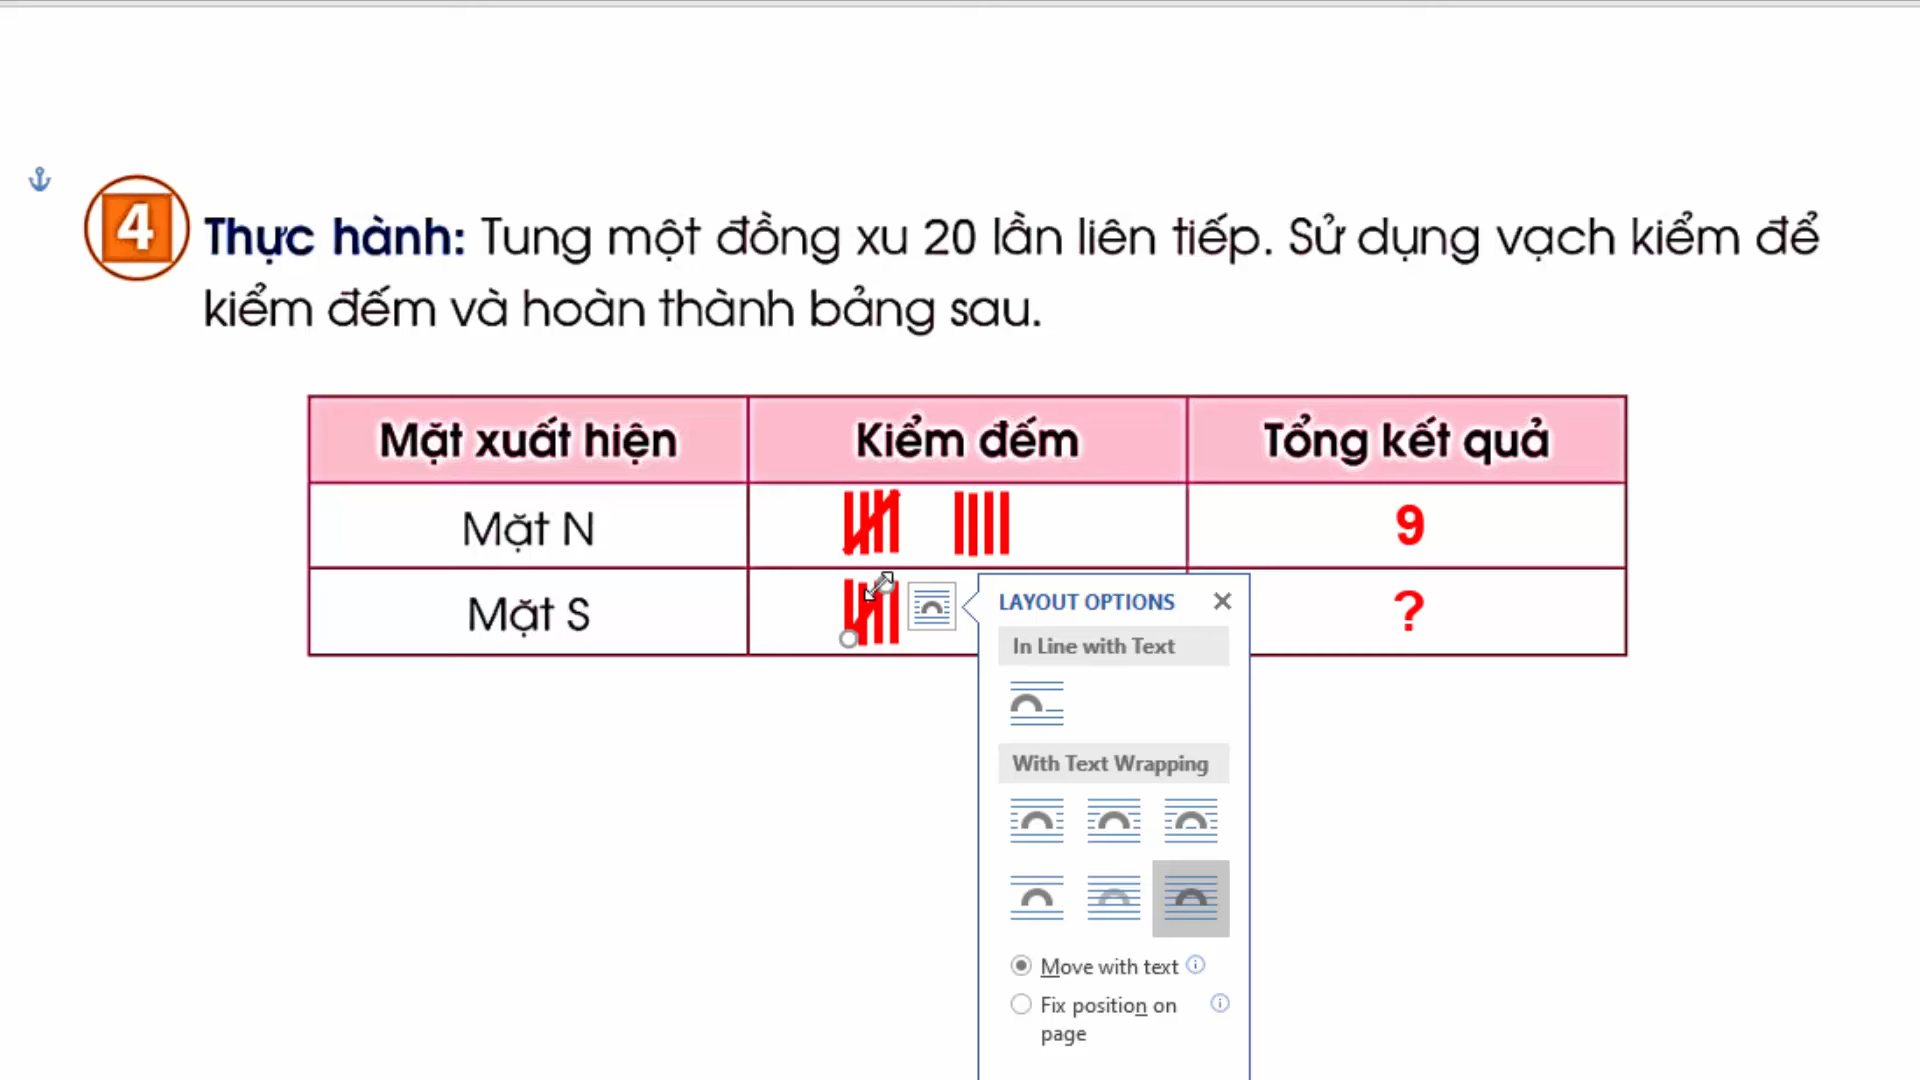 4
Thực hành: Tung một đồng xu 20 lần liên tiếp. Sử dụng vạch kiểm để
kiểm đếm và hoàn thành bảng sau.
Mặt xuất hiện Kiểm đếm Tổng kết quả
Mặt N 9
Mặt S ?
LAYOUT OPTIONS
In Line with Text
With Text Wrapping
Move with text
Fix position on
page